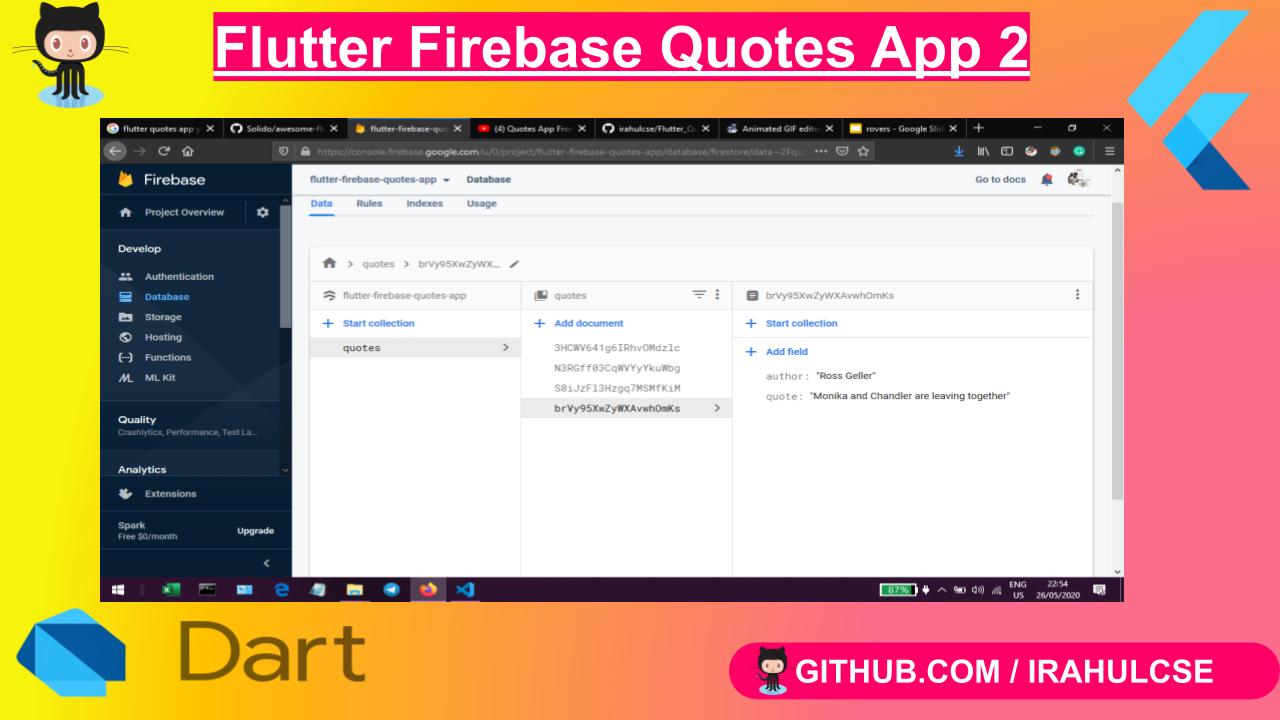 Flutter Firebase Quotes App 2
flutter quotes app
Solido/awesome-fl
flutter-firebase-quo
(4) Quotes App Fro
irahulcse/Flutter_Q
Animated GIF edito
rovers - Google Slid
https://console.firebase.google.com/u/0/project/flutter-firebase-quotes-app/database/firestore/data~2Fquo
Firebase
flutter-firebase-quotes-app
Database
Go to docs
Project Overview
Data Rules Indexes Usage
Develop
Authentication
Database
Storage
Hosting
Functions
ML Kit
Quality
Crashlytics, Performance, Test La...
Analytics
Extensions
Spark
Free $0/month
Upgrade
quotes > brVy95XwZyWX...
flutter-firebase-quotes-app
+ Start collection
quotes
quotes
+ Add document
3HCWV641g6IRhvOMdzlc
N3RGff03CqWVYyYkuWbg
S8iJzFl3Hzgq7MSMfKiM
brVy95XwZyWXAvwhOmKs
brVy95XwZyWXAvwhOmKs
+ Start collection
+ Add field
author: "Ross Geller"
quote: "Monika and Chandler are leaving together"
87%
ENG
US
22:54
26/05/2020
Dart
GITHUB.COM / IRAHULCSE